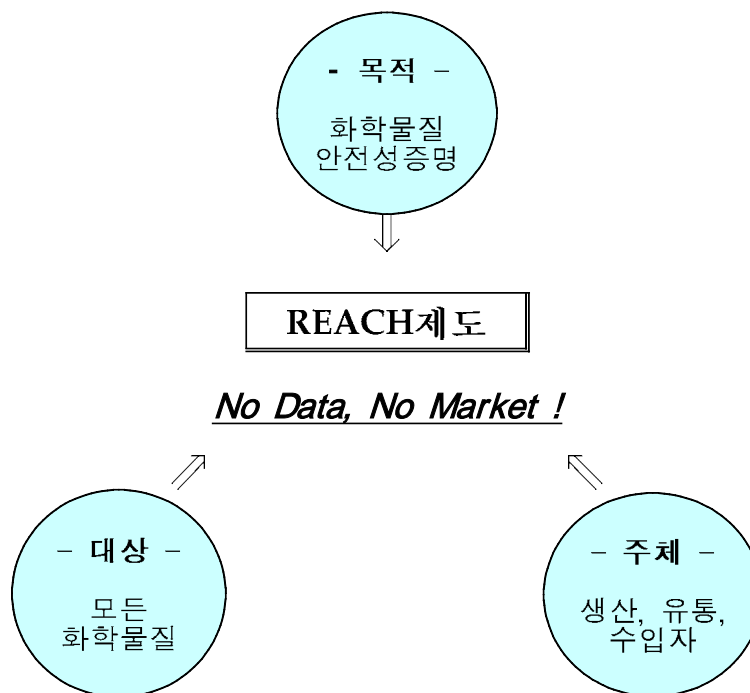 - 목적 -
화학물질
안전성증명
REACH제도
No Data, No Market !
- 대상 -
모든
화학물질
- 주체 -
생산, 유통,
수입자